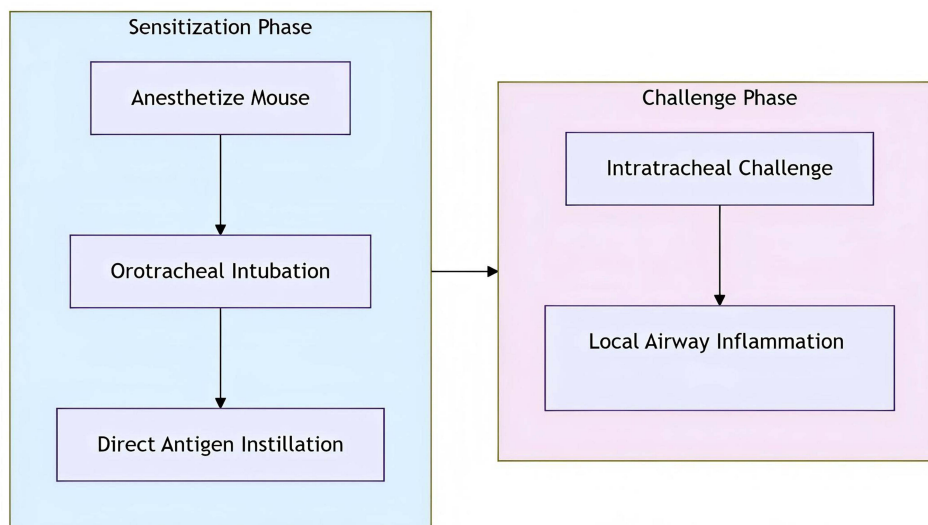 Sensitization Phase
Anesthetize Mouse
Orotracheal Intubation
Direct Antigen Instillation
Challenge Phase
Intratracheal Challenge
Local Airway Inflammation